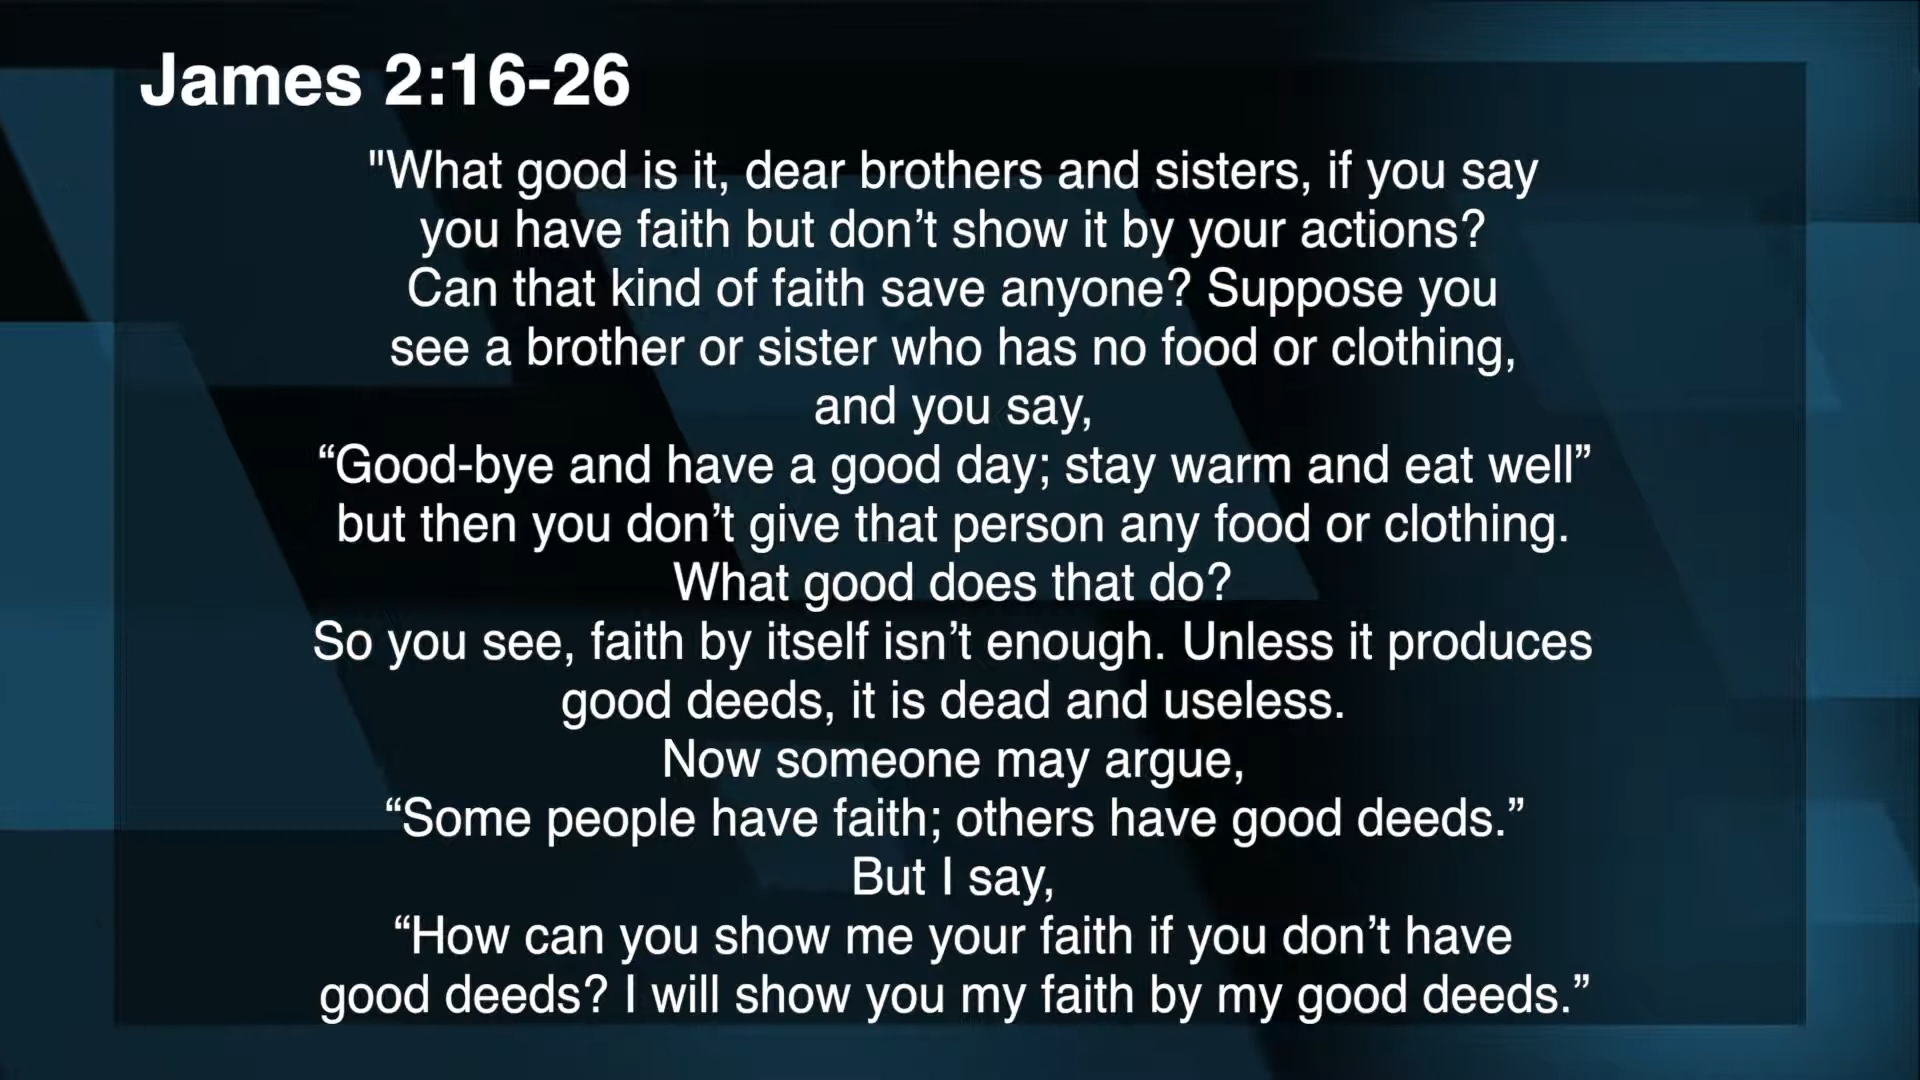 James 2:16-26
"What good is it, dear brothers and sisters, if you say
you have faith but don’t show it by your actions?
Can that kind of faith save anyone? Suppose you
see a brother or sister who has no food or clothing,
and you say,
“Good-bye and have a good day; stay warm and eat well”
but then you don’t give that person any food or clothing.
What good does that do?
So you see, faith by itself isn’t enough. Unless it produces
good deeds, it is dead and useless.
Now someone may argue,
“Some people have faith; others have good deeds.”
But I say,
“How can you show me your faith if you don’t have
good deeds? I will show you my faith by my good deeds.”